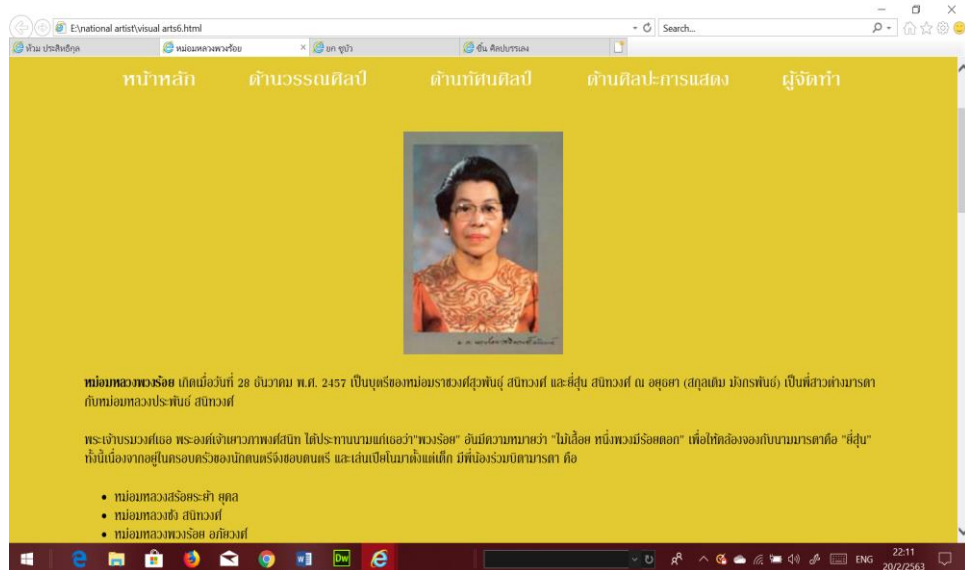 E:\national artist\visual arts6.html
Search...
ท้วม ประสิทธิกุล
หม่อมหลวงพวงร้อย
ยก ชูบัว
ชื้น ศิลปบรรเลง
หน้าหลัก ด้านวรรณศิลป์ ด้านทัศนศิลป์ ด้านศิลปะการแสดง ผู้จัดทำ
หม่อมหลวงพวงร้อย เกิดเมื่อวันที่ 28 ธันวาคม พ.ศ. 2457 เป็นบุตรีของหม่อมราชวงศ์สุวพันธุ์ สนิทวงศ์ และยี่สุ่น สนิทวงศ์ ณ อยุธยา (สกุลเดิม มังกรพันธ์) เป็นพี่สาวต่างมารดา
กับหม่อมหลวงประพันธ์ สนิทวงศ์
พระเจ้าบรมวงศ์เธอ พระองค์เจ้าเยาวภาพงศ์สนิท ได้ประทานนามแก่เธอว่า"พวงร้อย" อันมีความหมายว่า "ไม้เลื้อย หนึ่งพวงมีร้อยดอก" เพื่อให้คล้องจองกับนามมารดาคือ "ยี่สุ่น"
ทั้งนี้เนื่องจากอยู่ในครอบครัวของนักดนตรีจึงชอบดนตรี และเล่นเปียโนมาตั้งแต่เด็ก มีพี่น้องร่วมบิดามารดา คือ
• หม่อมหลวงสร้อยระย้า ยุคล
• หม่อมหลวงชัง สนิทวงศ์
• หม่อมหลวงพวงร้อย อภัยวงศ์
ENG
22:11
20/2/2563